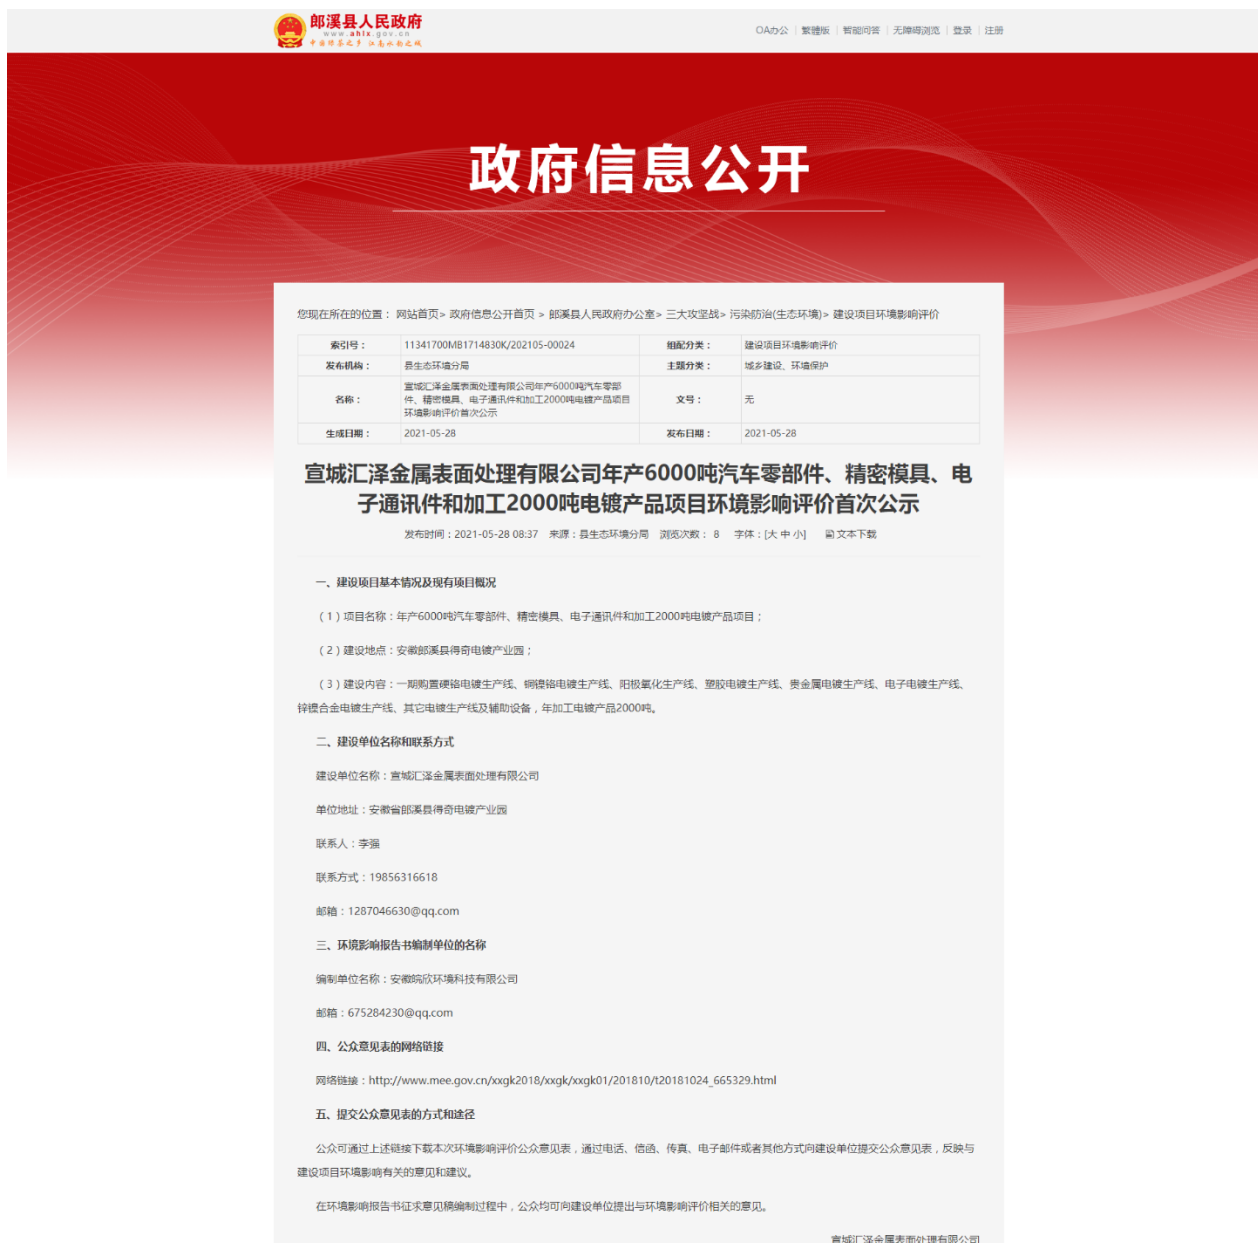 郎溪县人民政府
www.ahlx.gov.cn
中国绿茶之乡 江南水韵之城
OA办公 | 繁體版 | 智能问答 | 无障碍浏览 | 登录 | 注册
政府信息公开
您现在所在的位置： 网站首页> 政府信息公开首页 > 郎溪县人民政府办公室> 三大攻坚战> 污染防治(生态环境)> 建设项目环境影响评价
索引号： 11341700MB1714830K/202105-00024 组配分类： 建设项目环境影响评价
发布机构： 县生态环境分局 主题分类： 城乡建设、环境保护
名称： 宣城汇泽金属表面处理有限公司年产6000吨汽车零部
件、精密模具、电子通讯件和加工2000吨电镀产品项目
环境影响评价首次公示 文号： 无
生成日期： 2021-05-28 发布日期： 2021-05-28
宣城汇泽金属表面处理有限公司年产6000吨汽车零部件、精密模具、电
子通讯件和加工2000吨电镀产品项目环境影响评价首次公示
发布时间：2021-05-28 08:37 来源：县生态环境分局 浏览次数： 8 字体：[大 中 小] 文本下载
一、建设项目基本情况及现有项目概况
（1）项目名称：年产6000吨汽车零部件、精密模具、电子通讯件和加工2000吨电镀产品项目；
（2）建设地点：安徽郎溪县得奇电镀产业园；
（3）建设内容：一期购置硬铬电镀生产线、铜镍铬电镀生产线、阳极氧化生产线、塑胶电镀生产线、贵金属电镀生产线、电子电镀生产线、
锌镍合金电镀生产线、其它电镀生产线及辅助设备，年加工电镀产品2000吨。
二、建设单位名称和联系方式
建设单位名称：宣城汇泽金属表面处理有限公司
单位地址：安徽省郎溪县得奇电镀产业园
联系人：李强
联系方式：19856316618
邮箱：1287046630@qq.com
三、环境影响报告书编制单位的名称
编制单位名称：安徽皖欣环境科技有限公司
邮箱：675284230@qq.com
四、公众意见表的网络链接
网络链接：http://www.mee.gov.cn/xxgk2018/xxgk/xxgk01/201810/t20181024_665329.html
五、提交公众意见表的方式和途径
公众可通过上述链接下载本次环境影响评价公众意见表，通过电话、信函、传真、电子邮件或者其他方式向建设单位提交公众意见表，反映与
建设项目环境影响有关的意见和建议。
在环境影响报告书征求意见稿编制过程中，公众均可向建设单位提出与环境影响评价相关的意见。
宣城汇泽金属表面处理有限公司